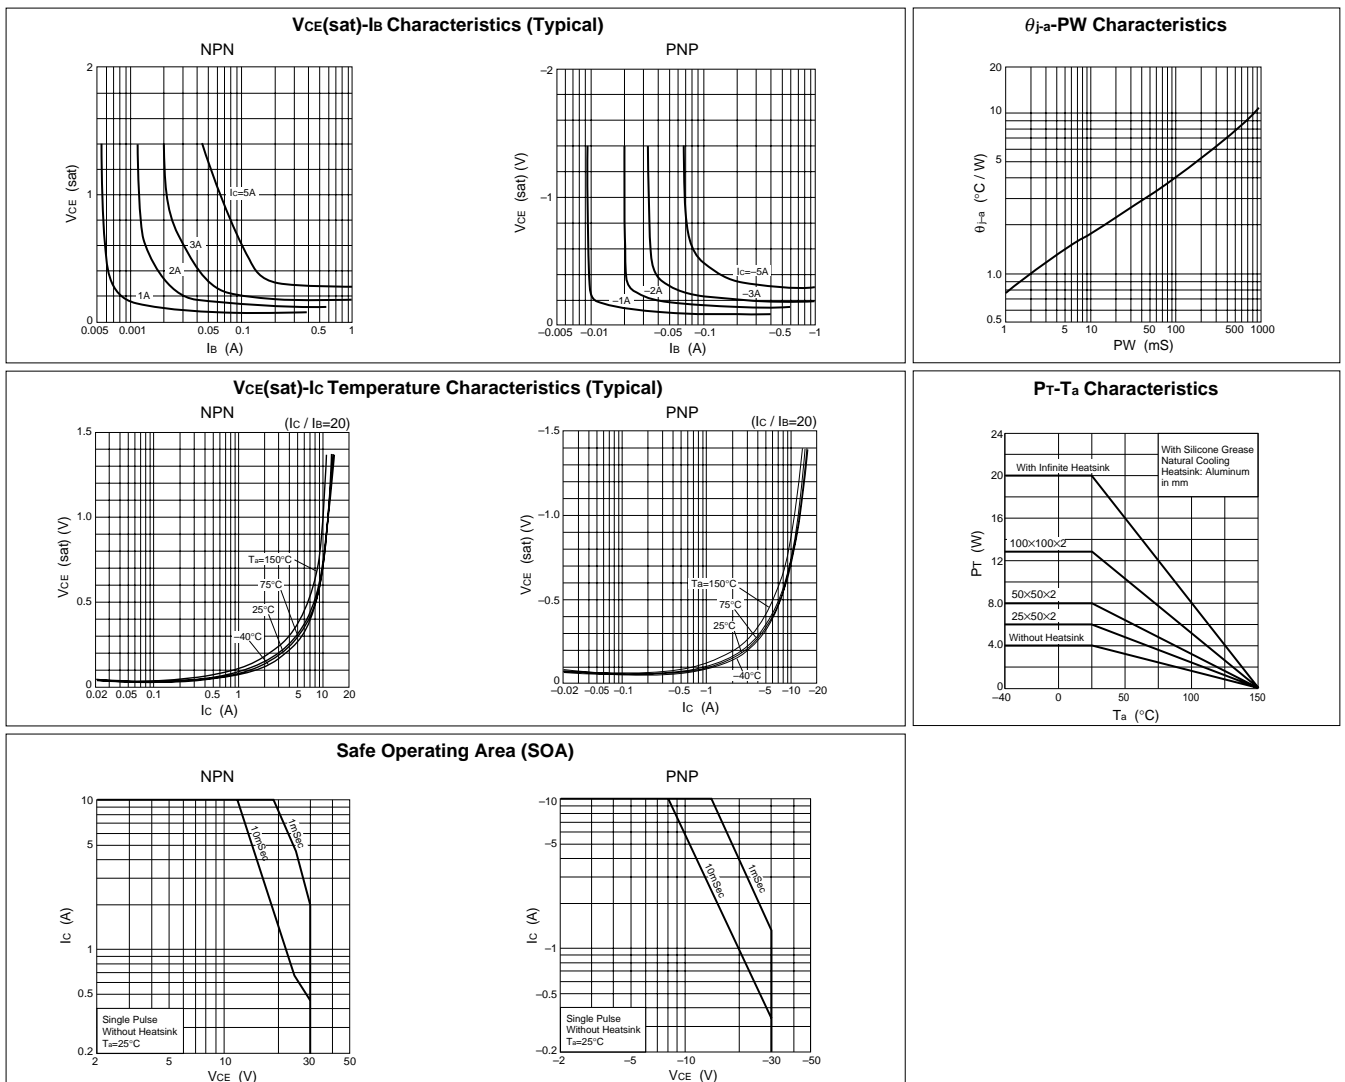 VCE(sat)-IB Characteristics (Typical)
NPN
2
1
0
VCE (sat)
IC=5A
3A
2A
1A
0.005 0.001 0.05 0.1 0.5 1
IB (A)
PNP
–2
–1
0
VCE (sat) (V)
IC=–5A
–3A
–2A
–1A
–0.005 –0.01 –0.05 –0.1 –0.5 –1
IB (A)
θj-a-PW Characteristics
20
10
5
1.0
0.5
θj–a (°C / W)
1 5 10 50 100 500 1000
PW (mS)
VCE(sat)-IC Temperature Characteristics (Typical)
NPN
(IC / IB=20)
1.5
1.0
0.5
0
VCE (sat) (V)
Ta=150°C
75°C
25°C
–40°C
0.02 0.05 0.1 0.5 1 5 10 20
IC (A)
PNP
(IC / IB=20)
–1.5
–1.0
–0.5
0
VCE (sat) (V)
Ta=150°C
75°C
25°C
–40°C
–0.02 –0.05 –0.1 –0.5 –1 –5 –10 –20
IC (A)
PT-Ta Characteristics
24
20
16
12
8.0
4.0
0
PT (W)
With Silicone Grease
Natural Cooling
Heatsink: Aluminum
in mm
With Infinite Heatsink
100×100×2
50×50×2
25×50×2
Without Heatsink
–40 0 50 100 150
Ta (°C)
Safe Operating Area (SOA)
NPN
10
5
1
0.5
0.2
IC (A)
10mSec
1mSec
Single Pulse
Without Heatsink
Ta=25°C
2 5 10 30 50
VCE (V)
PNP
–10
–5
–1
–0.5
–0.2
IC (A)
10mSec
1mSec
Single Pulse
Without Heatsink
Ta=25°C
–2 –5 –10 –30 –50
VCE (V)